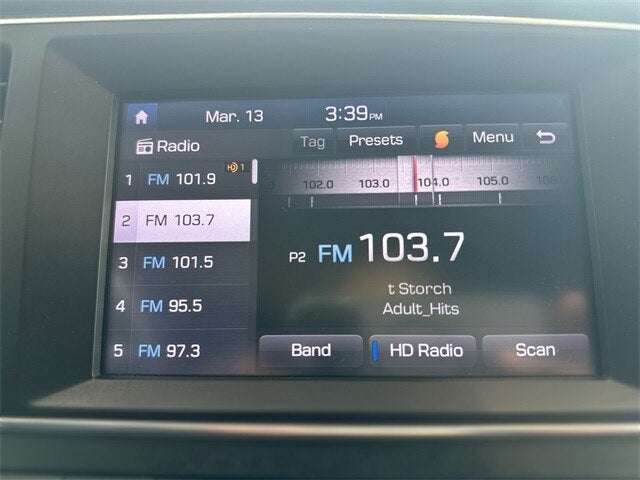 Mar. 13 3:39PM
Radio Tag Presets Menu
1 FM 101.9 HD 1
2 FM 103.7
3 FM 101.5
4 FM 95.5
5 FM 97.3
102.0 103.0 104.0 105.0
P2 FM 103.7
t Storch
Adult_Hits
Band HD Radio Scan